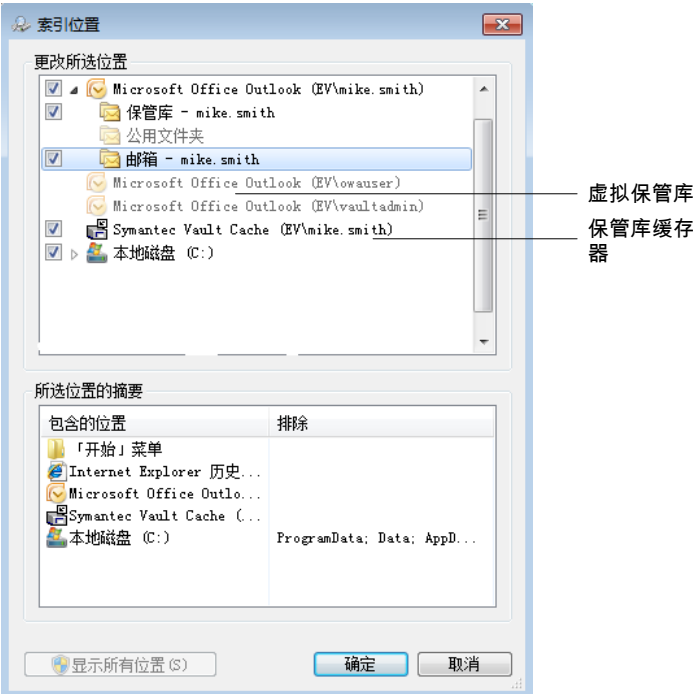 索引位置
更改所选位置
Microsoft Office Outlook (EV\mike.smith)
保管库 - mike.smith
公用文件夹
邮箱 - mike.smith
Microsoft Office Outlook (EV\owauser)
Microsoft Office Outlook (EV\vaultadmin)
Symantec Vault Cache (EV\mike.smith)
本地磁盘 (C:)
虚拟保管库
保管库缓存
器
所选位置的摘要
包含的位置 排除
「开始」菜单
Internet Explorer 历史...
Microsoft Office Outlo...
Symantec Vault Cache (...
本地磁盘 (C:) ProgramData; Data; AppD...
显示所有位置(S) 确定 取消